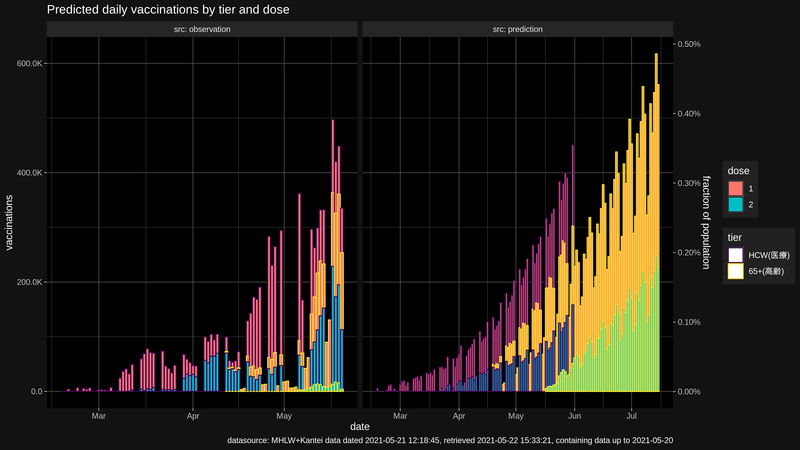 Predicted daily vaccinations by tier and dose
src: observation
src: prediction
600.0K
400.0K
200.0K
0.0
vaccinations
0.50%
0.40%
0.30%
0.20%
0.10%
0.00%
fraction of population
dose
1
2
tier
HCW(医療)
65+(高齢)
Mar
Apr
May
Mar
Apr
May
Jun
Jul
date
datasource: MHLW+Kantei data dated 2021-05-21 12:18:45, retrieved 2021-05-22 15:33:21, containing data up to 2021-05-20